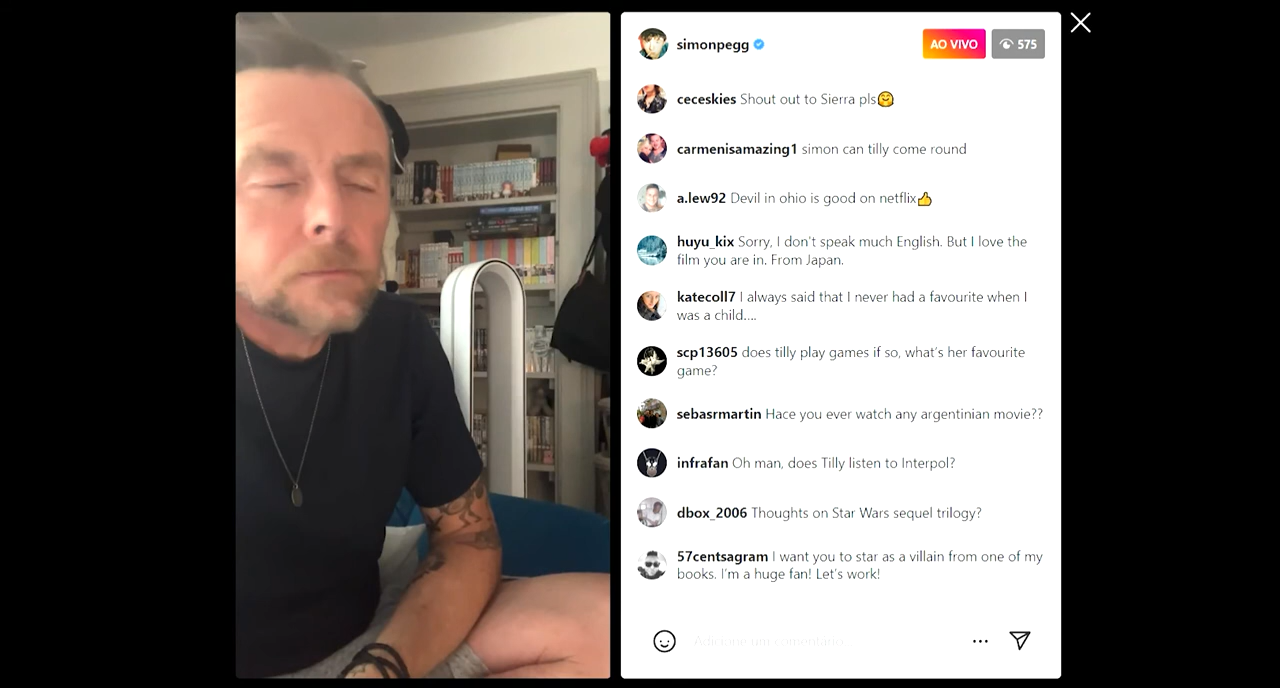 simonpegg
AO VIVO
575
ceceskies Shout out to Sierra pls🤗
carmenisamazing1 simon can tilly come round
a.lew92 Devil in ohio is good on netflix👍
huyu_kix Sorry, I don't speak much English. But I love the
film you are in. From Japan.
katecoll7 I always said that I never had a favourite when I
was a child....
scp13605 does tilly play games if so, what's her favourite
game?
sebasrmartin Hace you ever watch any argentinian movie??
infrafan Oh man, does Tilly listen to Interpol?
dbox_2006 Thoughts on Star Wars sequel trilogy?
57centsagram I want you to star as a villain from one of my
books. I'm a huge fan! Let's work!
Adicione um comentário...